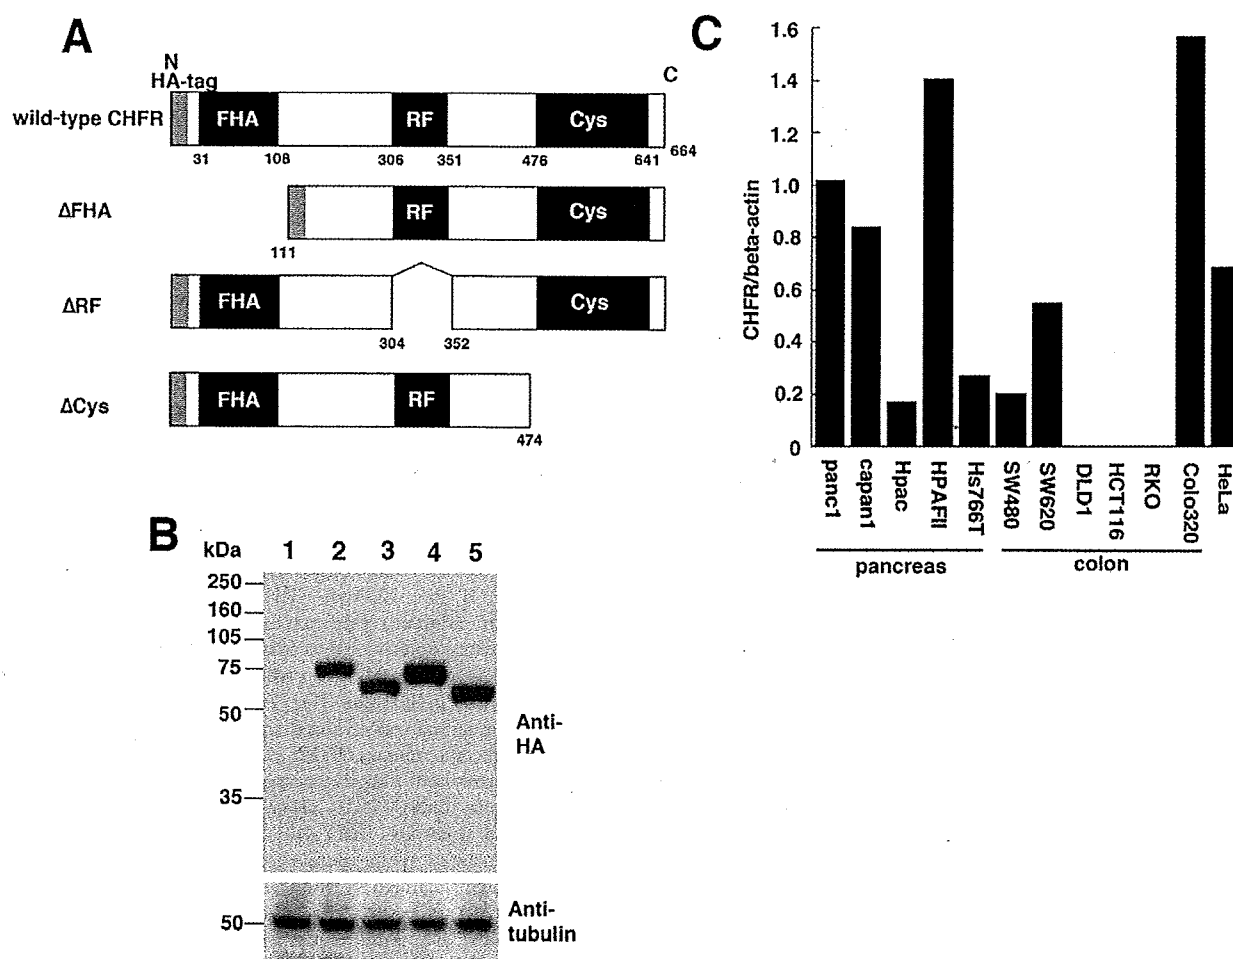 A
N
HA-tag
C
wild-type CHFR
FHA
RF
Cys
31
108
306
351
476
641
664
ΔFHA
RF
Cys
111
ΔRF
FHA
Cys
304
352
ΔCys
FHA
RF
474
B
kDa
1 2 3 4 5
250
160
105
75
50
35
Anti-
HA
50
Anti-
tubulin
C
CHFR/beta-actin
1.6
1.4
1.2
1.0
0.8
0.6
0.4
0.2
0
panc1
capan1
Hpac
HPAFII
Hs766T
SW480
SW620
DLD1
HCT116
RKO
Colo320
HeLa
pancreas
colon